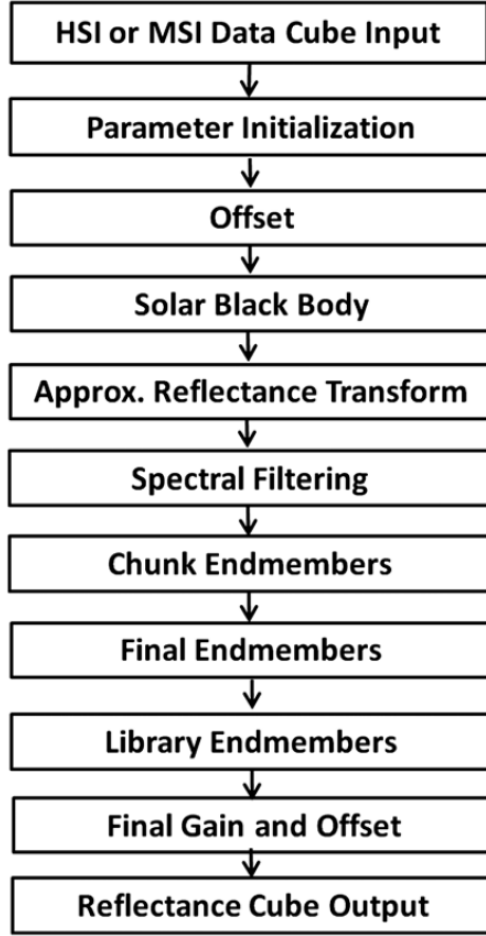 HSI or MSI Data Cube Input
Parameter Initialization
Offset
Solar Black Body
Approx. Reflectance Transform
Spectral Filtering
Chunk Endmembers
Final Endmembers
Library Endmembers
Final Gain and Offset
Reflectance Cube Output